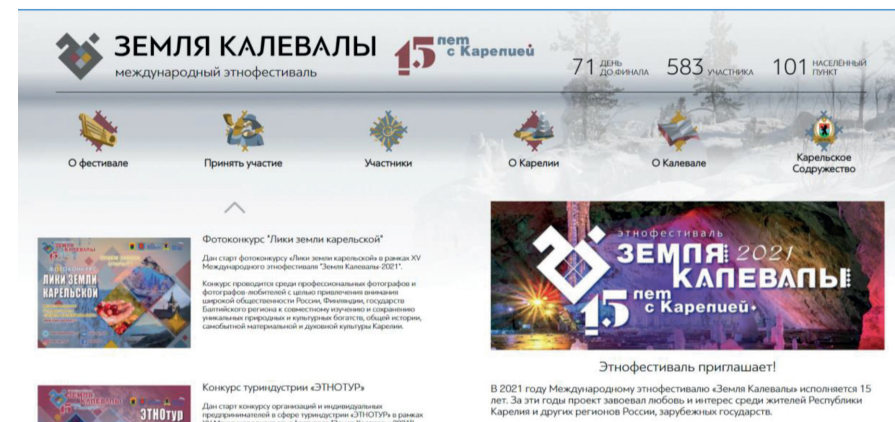 ЗЕМЛЯ КАЛЕВАЛЫ
международный этнофестиваль
15 лет
с Карелией
71 ДЕНЬ
ДО ФИНАЛА
583 УЧАСТНИКА
101 НАСЕЛЁННЫЙ
ПУНКТ
О фестивале
Принять участие
Участники
О Карелии
О Калевале
Карельское
Содружество
Фотоконкурс "Лики земли карельской"
Дан старт фотоконкурсу «Лики земли карельской» в рамках XV
Международного этнофестиваля "Земля Калевалы 2021".
Конкурс проводится среди профессиональных фотографов и
фотографов-любителей с целью привлечения внимания
широкой общественности России, Финляндии, государств
Балтийского региона к совместному изучению и сохранению
уникальных природных и культурных богатств, общей истории,
самобытной материальной и духовной культуры Карелии.
ЛИКИ ЗЕМЛИ
КАРЕЛЬСКОЙ
Конкурс туриндустрии «ЭТНОТУР»
Дан старт конкурсу организаций и индивидуальных
предпринимателей в сфере туриндустрии «ЭТНОТУР» в рамках
ЭТНОтур
этнофестиваль
ЗЕМЛЯ 2021
КАЛЕВАЛЫ
15 лет
с Карелией
Этнофестиваль приглашает!
В 2021 году Международному этнофестивалю «Земля Калевалы» исполняется 15
лет. За эти годы проект завоевал любовь и интерес среди жителей Республики
Карелия и других регионов России, зарубежных государств.